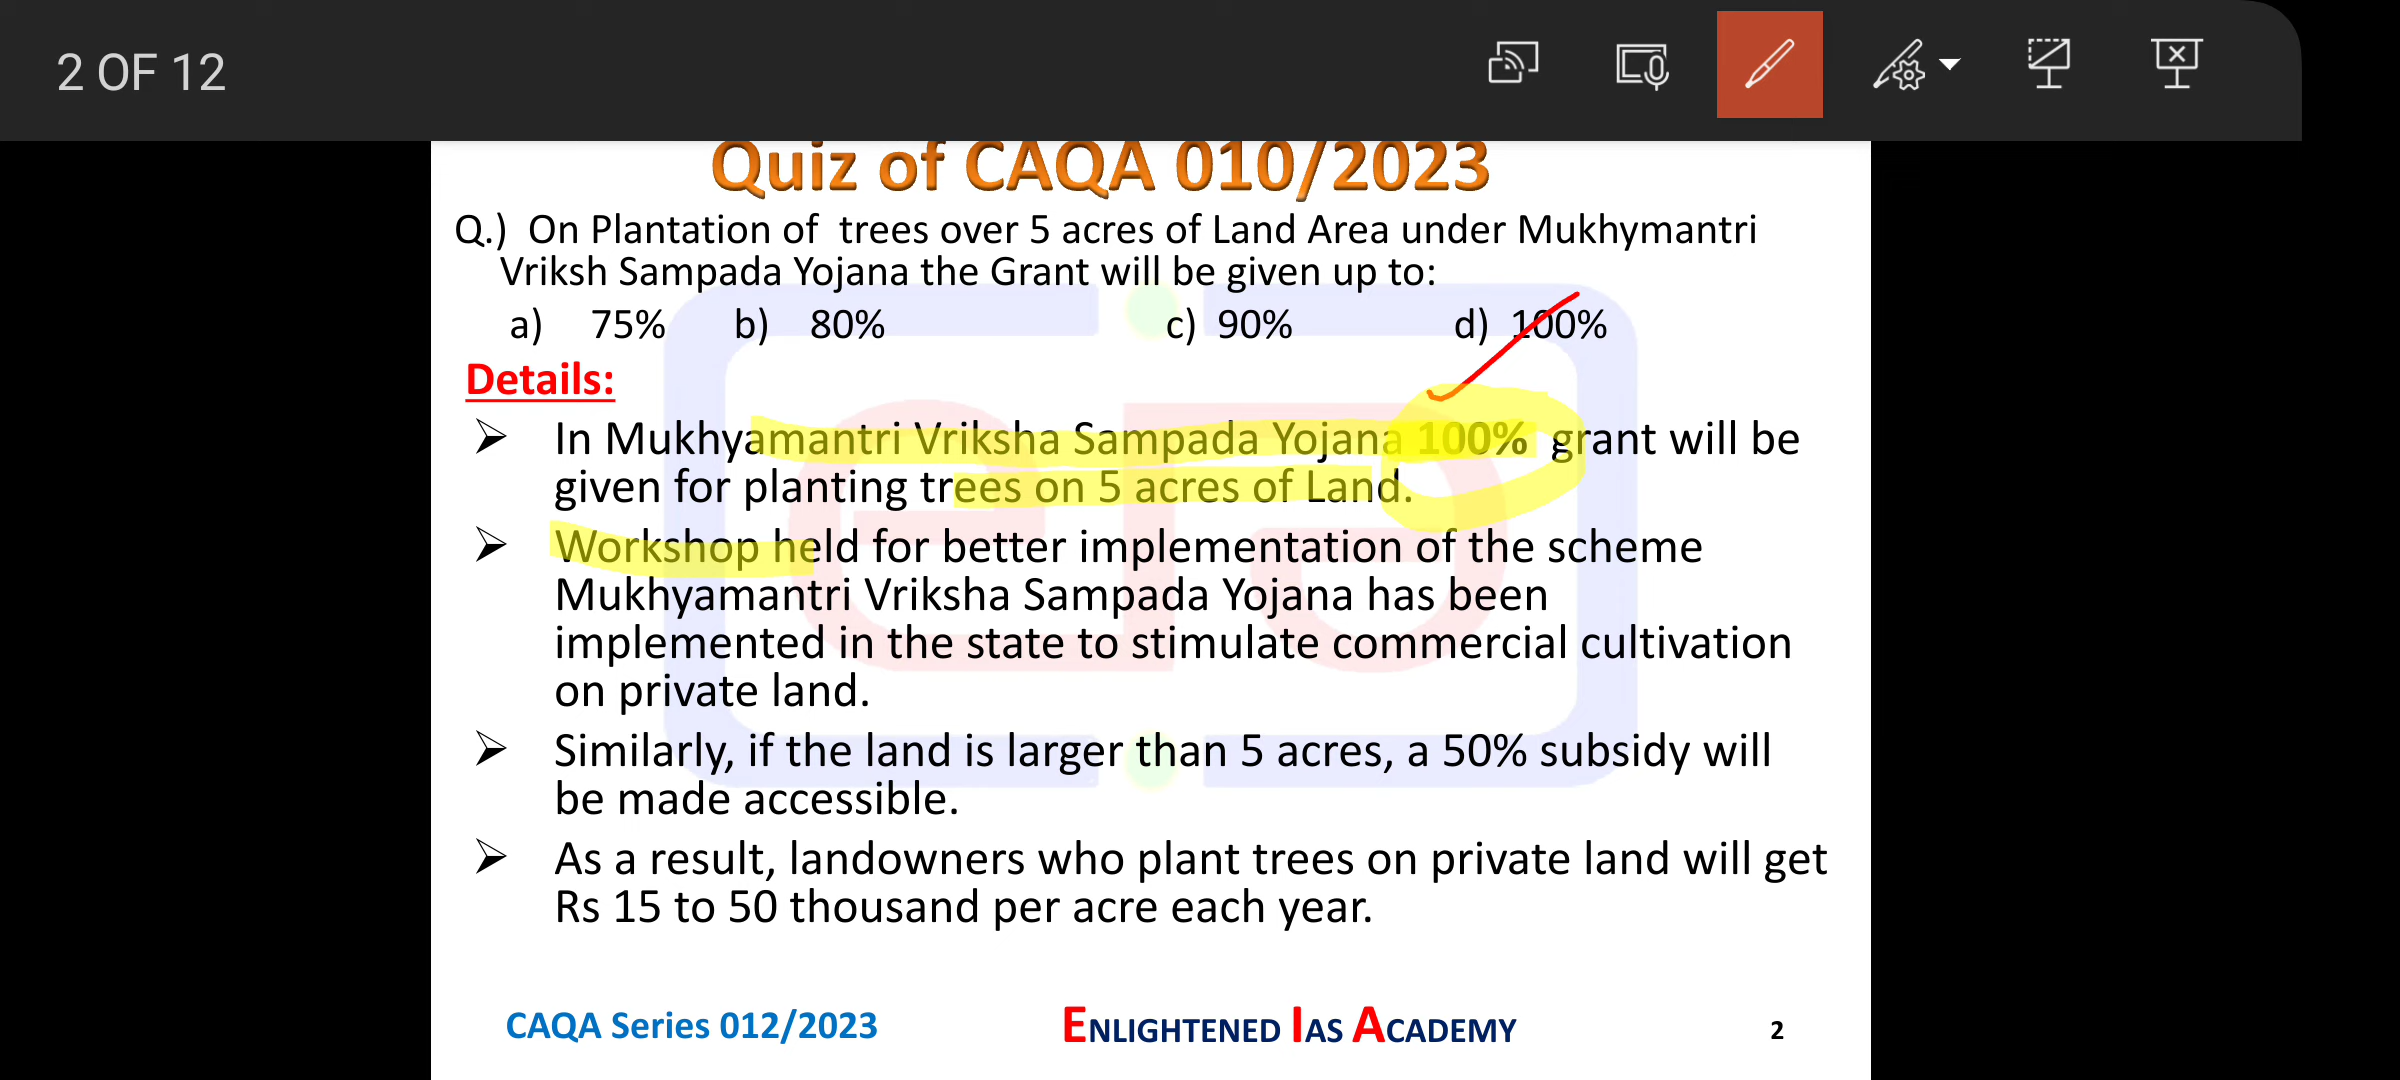 2 OF 12
Quiz of CAQA 010/2023
Q.) On Plantation of trees over 5 acres of Land Area under Mukhymantri
Vriksh Sampada Yojana the Grant will be given up to:
a) 75% b) 80% c) 90% d) 100%
Details:
➢ In Mukhyamantri Vriksha Sampada Yojana 100% grant will be
given for planting trees on 5 acres of Land.
➢ Workshop held for better implementation of the scheme
Mukhyamantri Vriksha Sampada Yojana has been
implemented in the state to stimulate commercial cultivation
on private land.
➢ Similarly, if the land is larger than 5 acres, a 50% subsidy will
be made accessible.
➢ As a result, landowners who plant trees on private land will get
Rs 15 to 50 thousand per acre each year.
CAQA Series 012/2023 ENLIGHTENED IAS ACADEMY 2